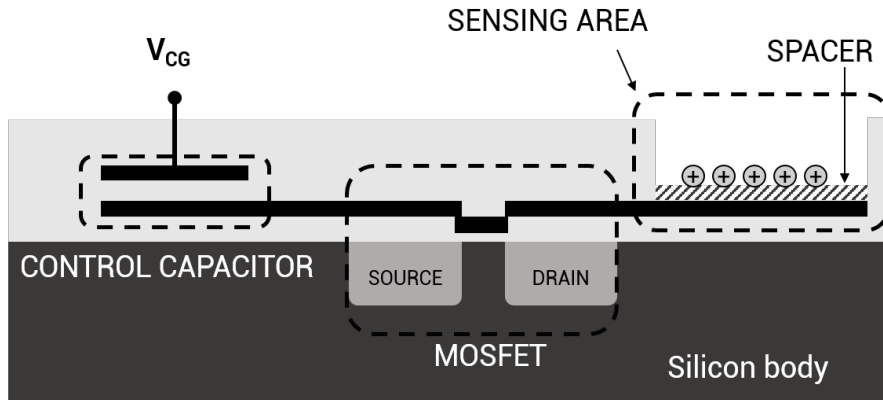 SENSING AREA
V_CG
SPACER
+ + + + +
CONTROL CAPACITOR
SOURCE
DRAIN
MOSFET
Silicon body